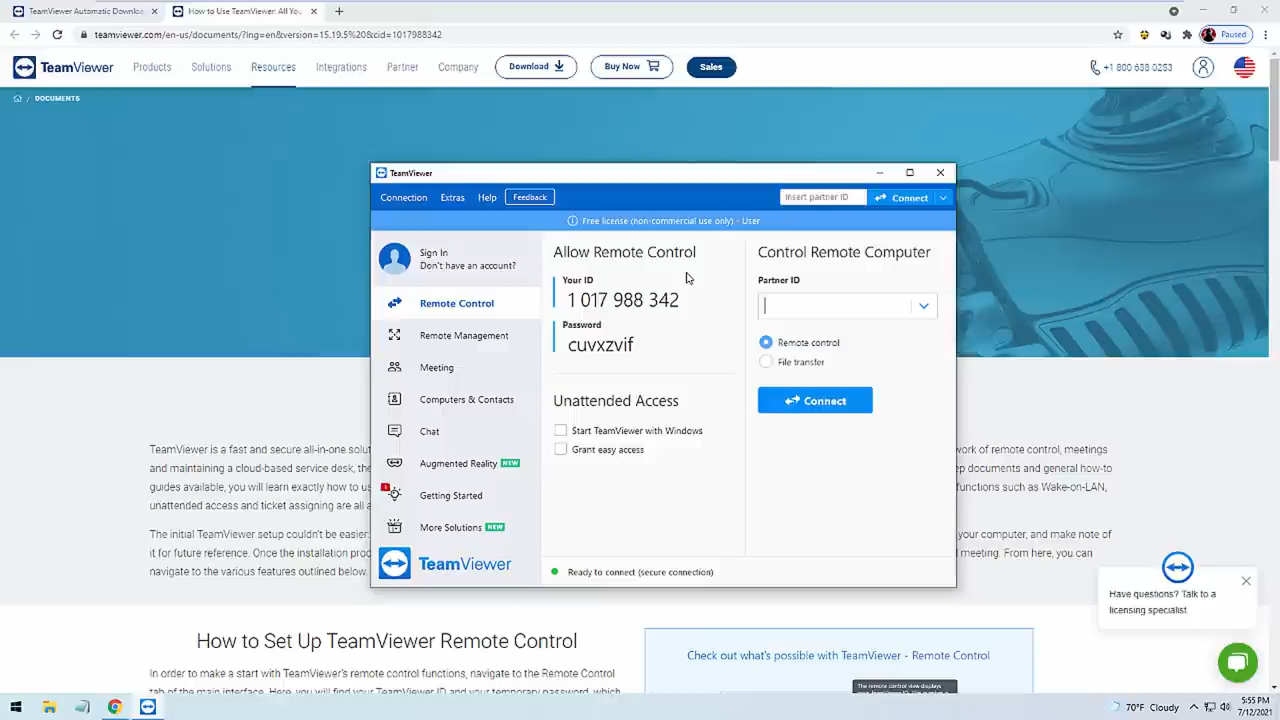 TeamViewer Automatic Downlo
How to Use TeamViewer: All Yo
teamviewer.com/en-us/documents/?lng=en&version=15.19.5%20&cid=1017988342
Paused
TeamViewer
Products
Solutions
Resources
Integrations
Partner
Company
Download
Buy Now
Sales
+1 800 638 0253
/ DOCUMENTS
TeamViewer
Connection
Extras
Help
Feedback
Insert partner ID
Connect
Free license (non-commercial use only) - User
Sign In
Don't have an account?
Remote Control
Remote Management
Meeting
Computers & Contacts
Chat
Augmented Reality NEW
Getting Started
More Solutions NEW
TeamViewer
Allow Remote Control
Your ID
1 017 988 342
Password
cuvxzvif
Unattended Access
Start TeamViewer with Windows
Grant easy access
Control Remote Computer
Partner ID
Remote control
File transfer
Connect
Ready to connect (secure connection)
TeamViewer is a fast and secure all-in-one solut
work of remote control, meetings
and maintaining a cloud-based service desk, the
documents and general how-to
guides available, you will learn exactly how to us
functions such as Wake-on-LAN,
unattended access and ticket assigning are all a
The initial TeamViewer setup couldn't be easier:
your computer, and make note of
it for future reference. Once the installation proc
meeting. From here, you can
navigate to the various features outlined below.
Have questions? Talk to a
licensing specialist
How to Set Up TeamViewer Remote Control
In order to make a start with TeamViewer's remote control functions, navigate to the Remote
Control
Check out what's possible with TeamViewer - Remote Control
The remote control view displays
70°F Cloudy
5:55 PM
7/12/2021